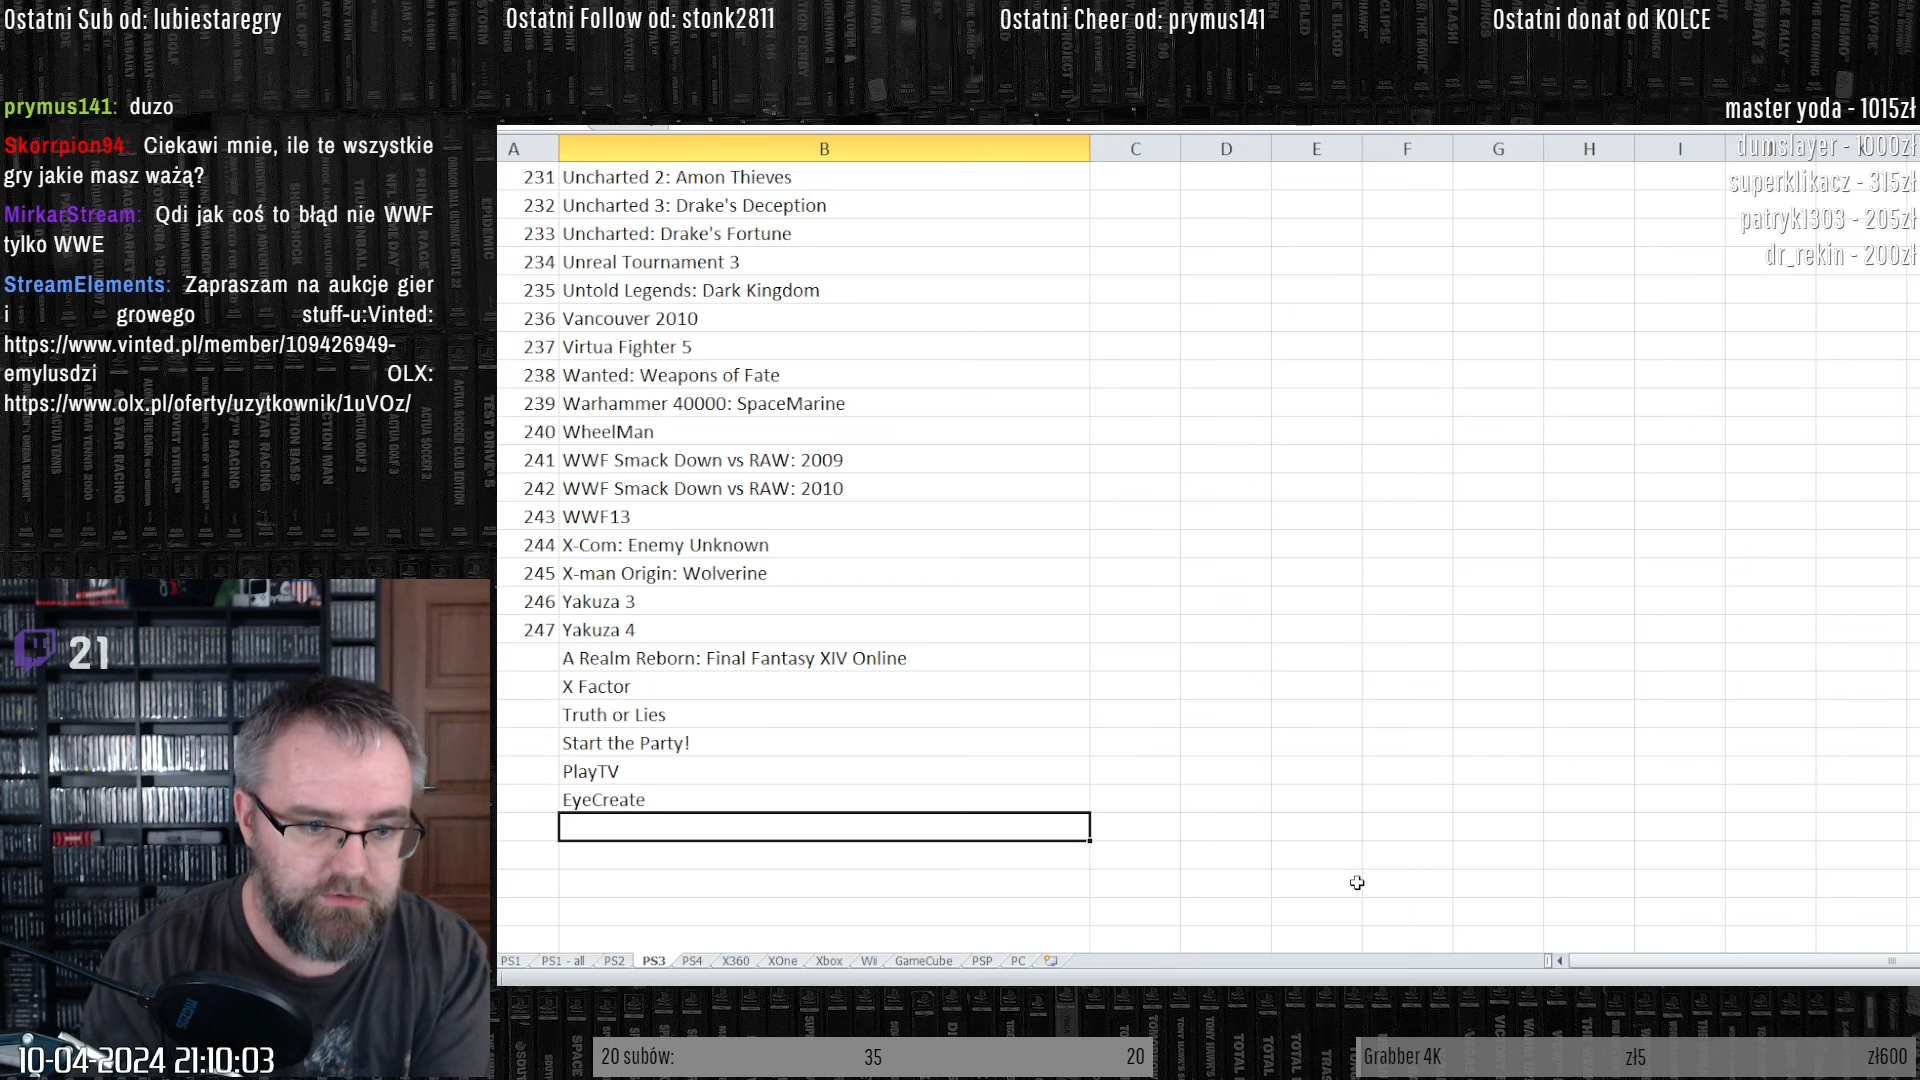 Ostatni Sub od: lubiestaregry
Ostatni Follow od: stonk2811
Ostatni Cheer od: prymus141
Ostatni donat od KOLCE
prymus141: duzo
Skorrpion94: Ciekawi mnie, ile te wszystkie
gry jakie masz ważą?
MirkarStream: Qdi jak coś to błąd nie WWF
tylko WWE
StreamElements: Zapraszam na aukcje gier
i growego stuff-u:Vinted:
https://www.vinted.pl/member/109426949-
emylusdzi OLX:
https://www.olx.pl/oferty/uzytkownik/1uVOz/
master yoda - 1015zł
dumslayer - 1000zł
superklikacz - 315zł
patryk1303 - 205zł
dr_rekin - 200zł
A B C D E F G H I
231 Uncharted 2: Amon Thieves
232 Uncharted 3: Drake's Deception
233 Uncharted: Drake's Fortune
234 Unreal Tournament 3
235 Untold Legends: Dark Kingdom
236 Vancouver 2010
237 Virtua Fighter 5
238 Wanted: Weapons of Fate
239 Warhammer 40000: SpaceMarine
240 WheelMan
241 WWF Smack Down vs RAW: 2009
242 WWF Smack Down vs RAW: 2010
243 WWF13
244 X-Com: Enemy Unknown
245 X-man Origin: Wolverine
246 Yakuza 3
247 Yakuza 4
A Realm Reborn: Final Fantasy XIV Online
X Factor
Truth or Lies
Start the Party!
PlayTV
EyeCreate
PS1 PS1 - all PS2 PS3 PS4 X360 XOne Xbox Wii GameCube PSP PC
21
10-04-2024 21:10:03
20 subów: 35 20
Grabber 4K zł5 zł600